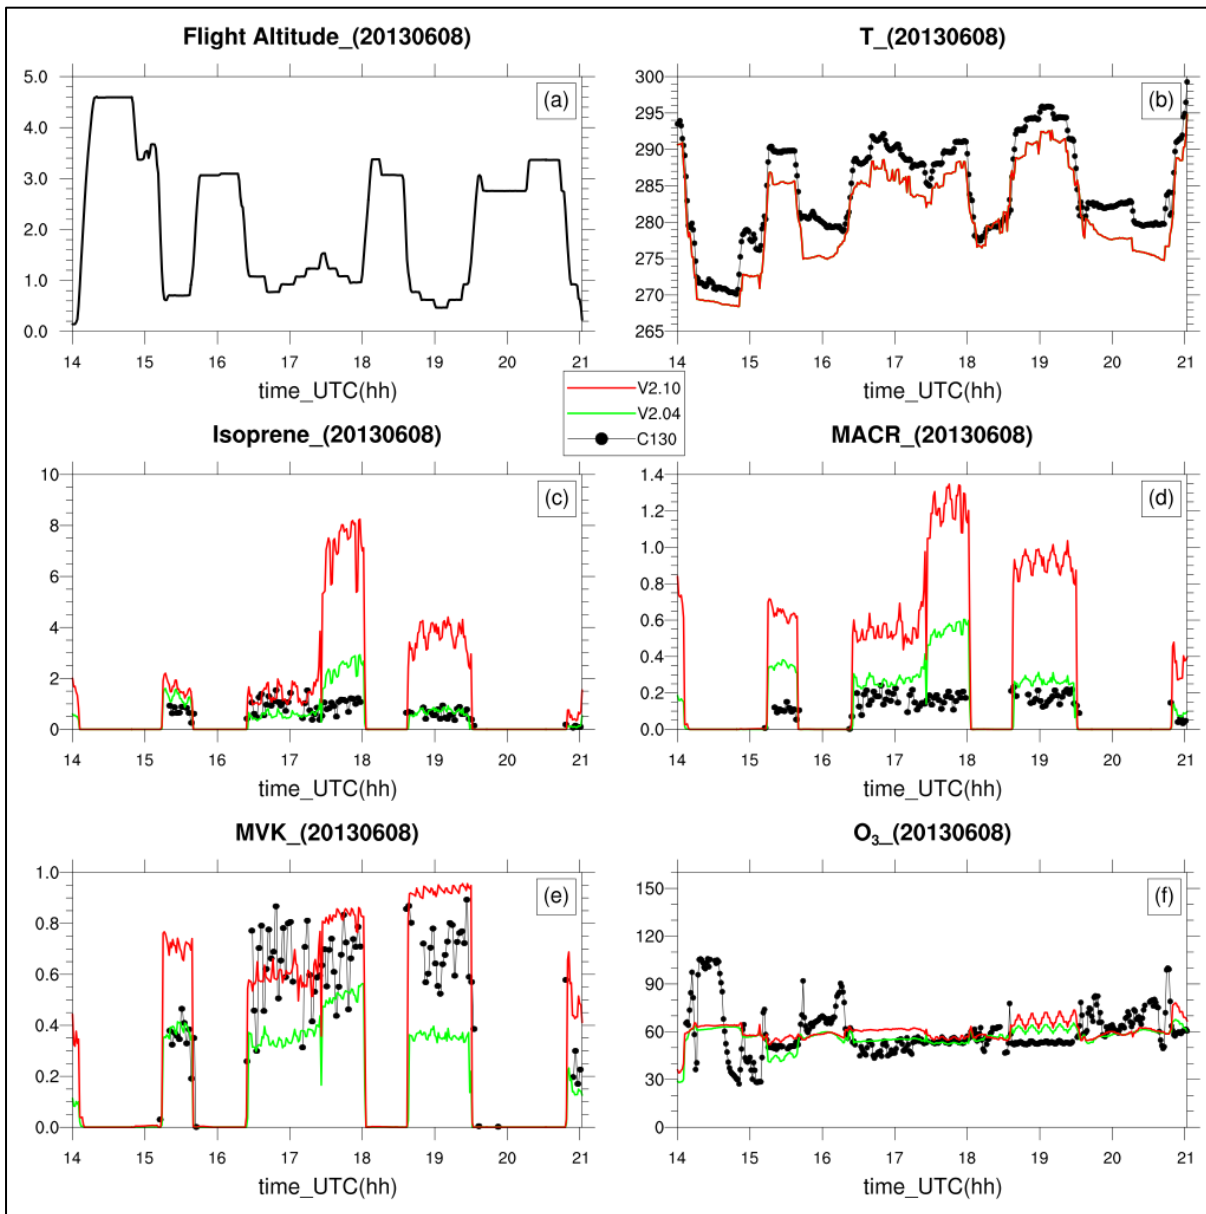 Flight Altitude_(20130608)
T_(20130608)
5.0
4.0
3.0
2.0
1.0
0.0
(a)
14 15 16 17 18 19 20 21
time_UTC(hh)
300
295
290
285
280
275
270
265
(b)
14 15 16 17 18 19 20 21
time_UTC(hh)
V2.10
V2.04
C130
Isoprene_(20130608)
MACR_(20130608)
10
8
6
4
2
0
(c)
14 15 16 17 18 19 20 21
time_UTC(hh)
1.4
1.2
1.0
0.8
0.6
0.4
0.2
0.0
(d)
14 15 16 17 18 19 20 21
time_UTC(hh)
MVK_(20130608)
O₃_(20130608)
1.0
0.8
0.6
0.4
0.2
0.0
(e)
14 15 16 17 18 19 20 21
time_UTC(hh)
150
120
90
60
30
0
(f)
14 15 16 17 18 19 20 21
time_UTC(hh)